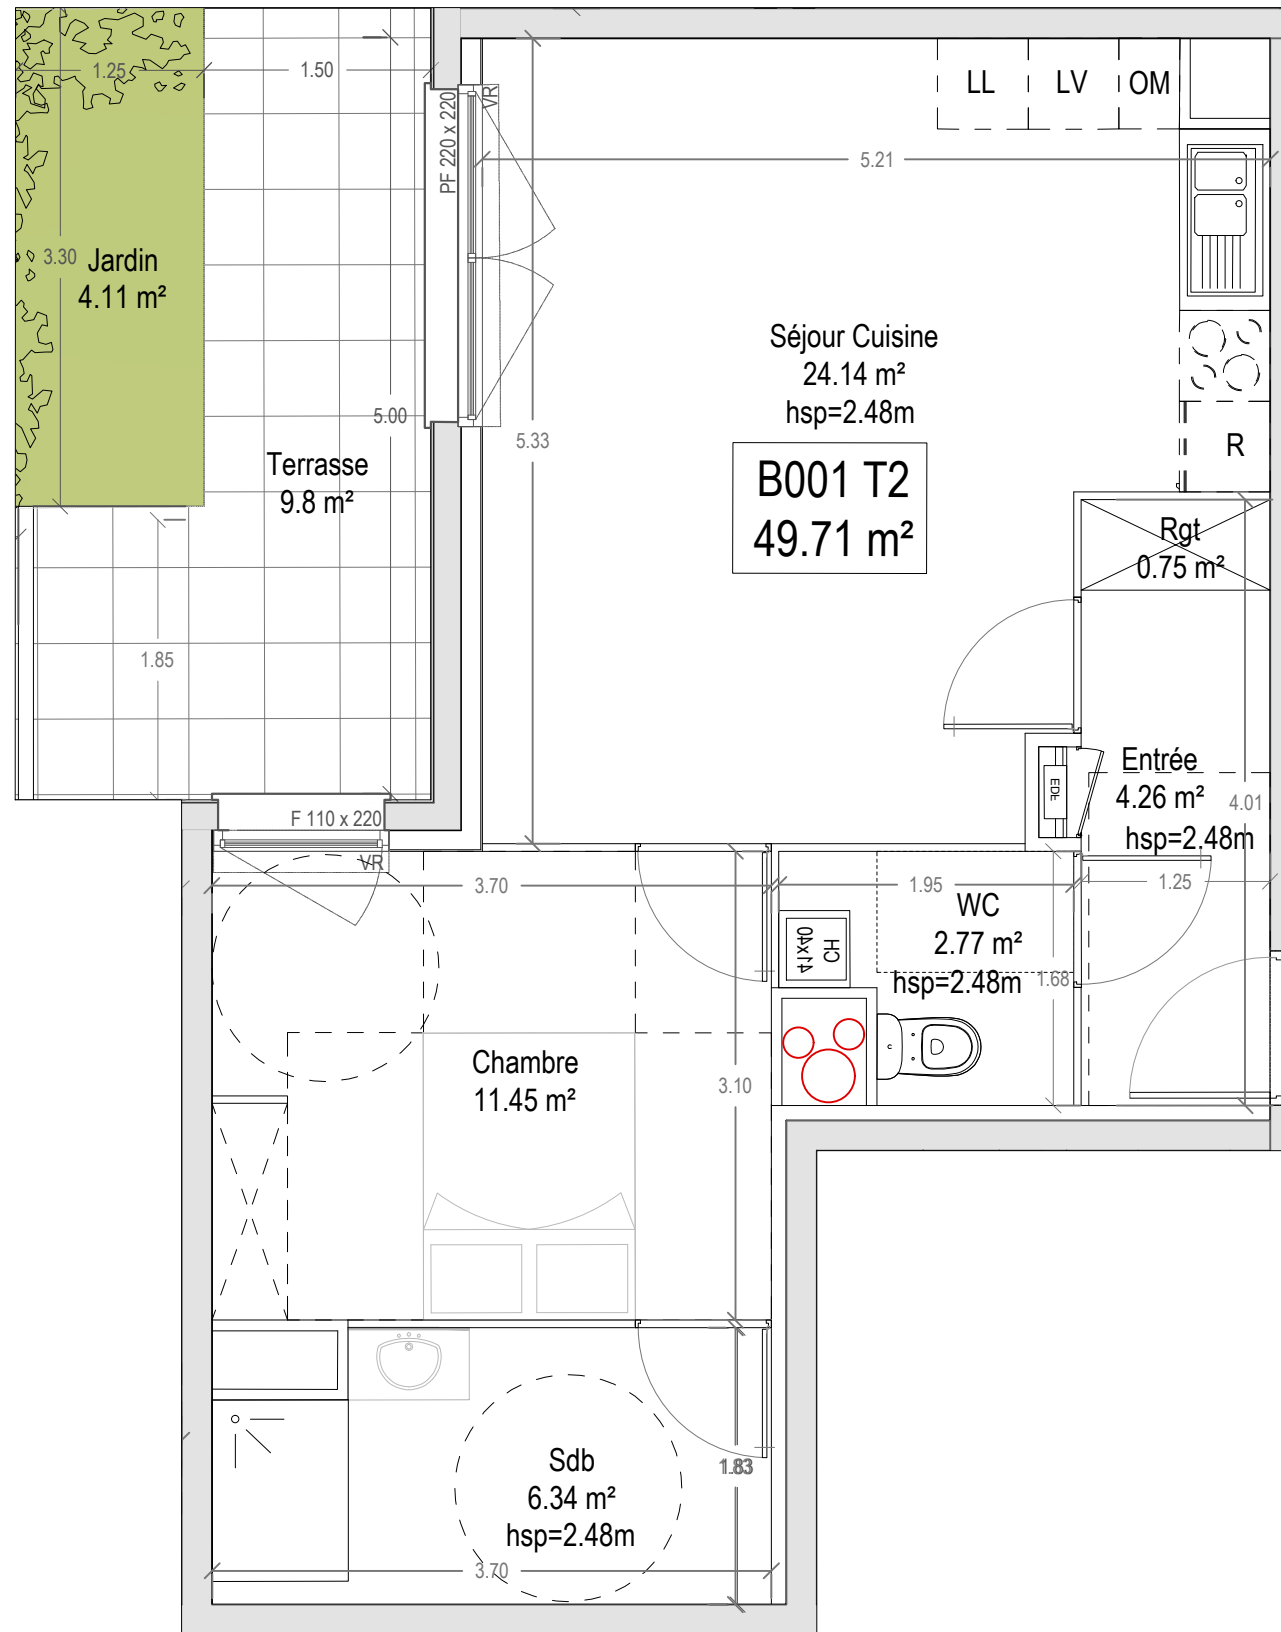 1.25
1.50
PF 220 x 220
VR
LL
LV
OM
5.21
3.30
Jardin
4.11 m²
5.00
5.33
Séjour Cuisine
24.14 m²
hsp=2.48m
R
B001 T2
49.71 m²
Terrasse
9.8 m²
Rgt
0.75 m²
1.85
Entrée
4.26 m²
hsp=2.48m
4.01
EDF
F 110 x 220
VR
3.70
1.95
1.25
WC
2.77 m²
hsp=2.48m
1.68
CH
41x40
Chambre
11.45 m²
3.10
Sdb
6.34 m²
hsp=2.48m
1.83
3.70